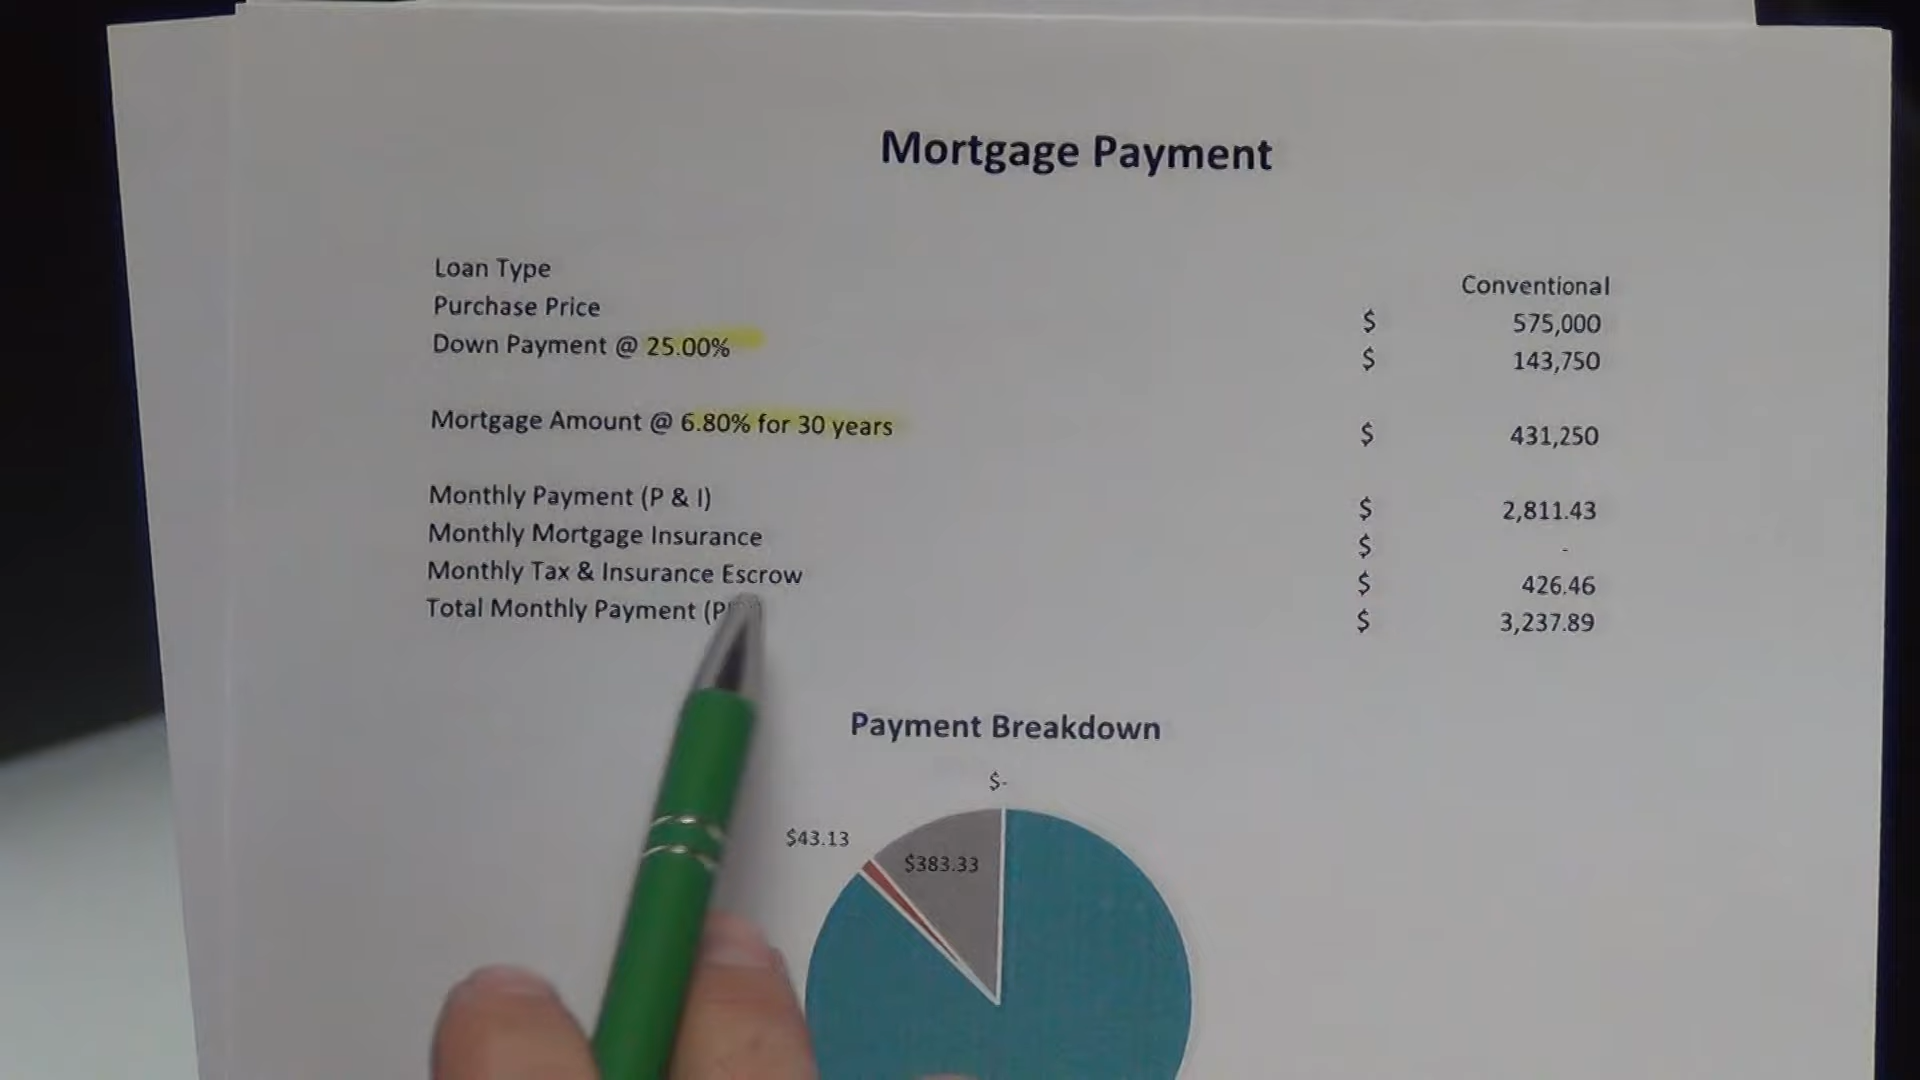 Mortgage Payment
Loan Type Conventional
Purchase Price $ 575,000
Down Payment @ 25.00% $ 143,750
Mortgage Amount @ 6.80% for 30 years $ 431,250
Monthly Payment (P & I) $ 2,811.43
Monthly Mortgage Insurance $ -
Monthly Tax & Insurance Escrow $ 426.46
Total Monthly Payment $ 3,237.89
Payment Breakdown
$-
$43.13
$383.33